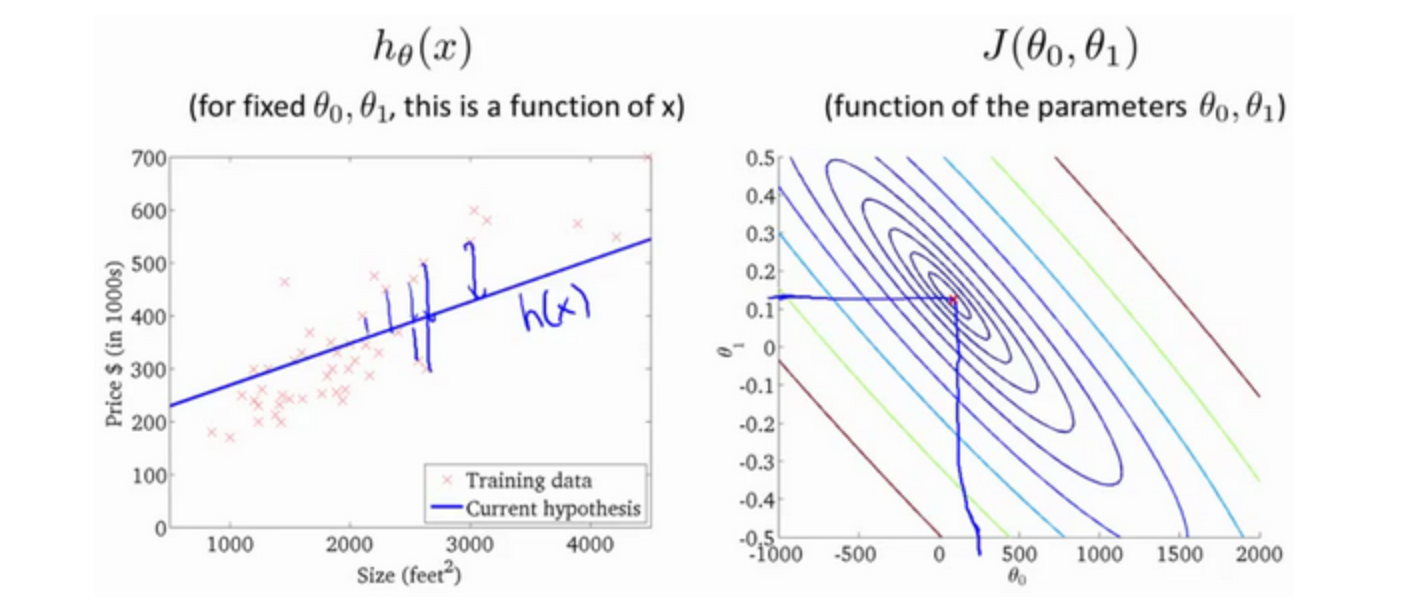 hθ(x)
(for fixed θ0, θ1, this is a function of x)
700
600
500
400
300
200
100
0
Price $ (in 1000s)
h(x)
Training data
Current hypothesis
1000 2000 3000 4000
Size (feet²)
J(θ0, θ1)
(function of the parameters θ0, θ1)
0.5
0.4
0.3
0.2
0.1
0
-0.1
-0.2
-0.3
-0.4
-0.5
θ1
-1000 -500 0 500 1000 1500 2000
θ0